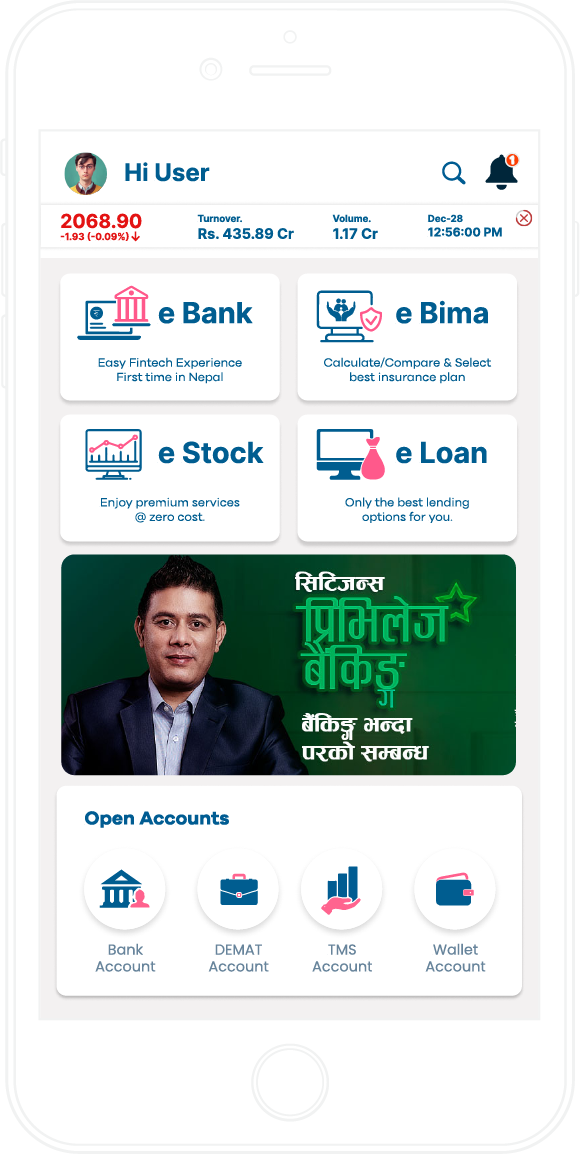 Hi User
1
2068.90
-1.93 (-0.09%)↓
Turnover.
Rs. 435.89 Cr
Volume.
1.17 Cr
Dec-28
12:56:00 PM
e Bank
Easy Fintech Experience
First time in Nepal
e Bima
Calculate/Compare & Select
best insurance plan
e Stock
Enjoy premium services
@ zero cost.
e Loan
Only the best lending
options for you.
सिटिजन्स
प्रिभिलेज
बैंकिङ्ग
बैंकिङ्ग भन्दा
परको सम्बन्ध
Open Accounts
Bank
Account
DEMAT
Account
TMS
Account
Wallet
Account